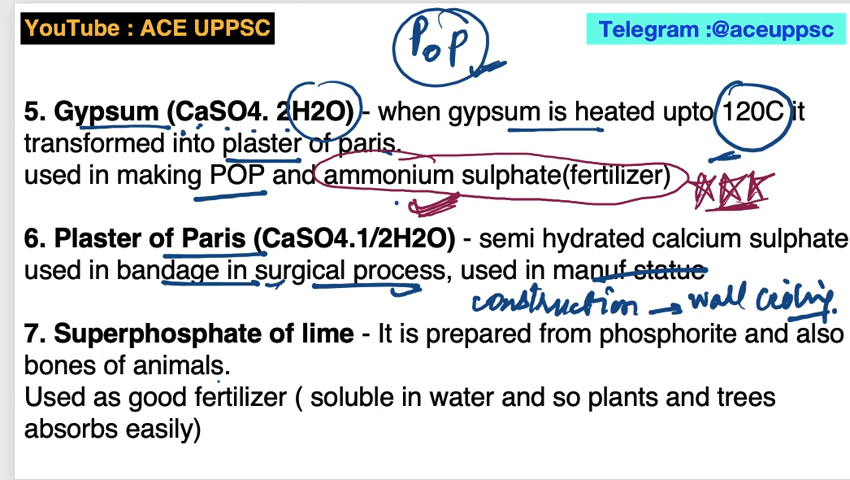 YouTube : ACE UPPSC
Telegram :@aceuppsc
POP
5. Gypsum (CaSO4. 2H2O) - when gypsum is heated upto 120C it
transformed into plaster of paris.
used in making POP and ammonium sulphate(fertilizer)
6. Plaster of Paris (CaSO4.1/2H2O) - semi hydrated calcium sulphate
used in bandage in surgical process, used in manuf statue
construction → wall ceiling.
7. Superphosphate of lime - It is prepared from phosphorite and also
bones of animals.
Used as good fertilizer ( soluble in water and so plants and trees
absorbs easily)